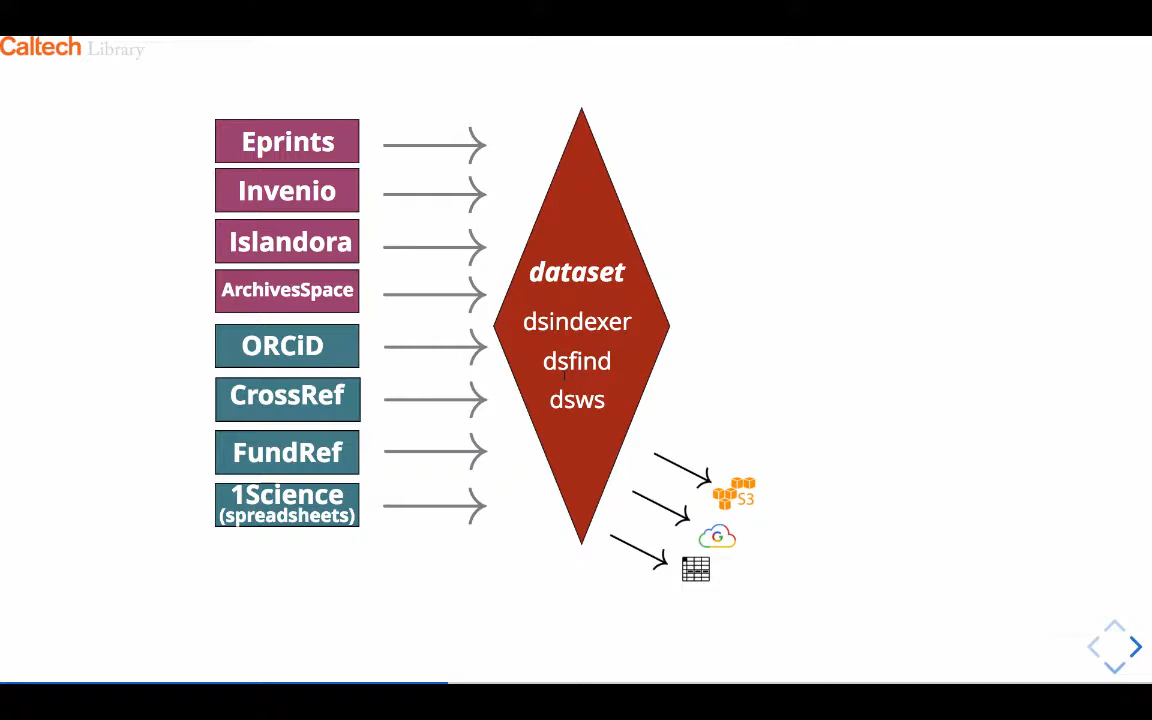 Caltech Library
Eprints
Invenio
Islandora
ArchivesSpace
ORCiD
CrossRef
FundRef
1Science
(spreadsheets)
dataset
dsindexer
dsfind
dsws
S3
G